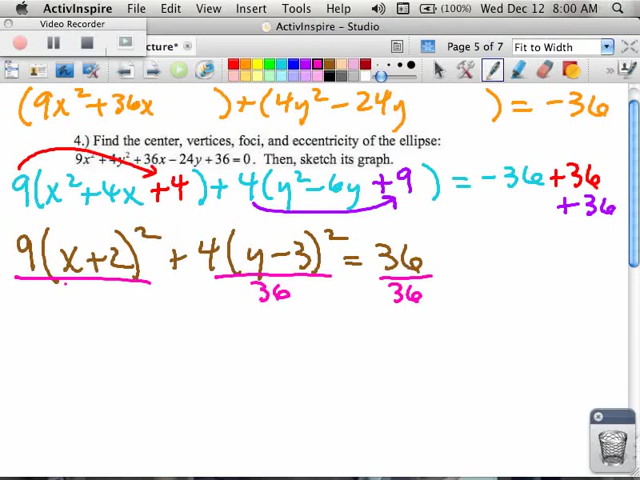 ActivInspire File Edit View Insert Tools Help (100%) Wed Dec 12 8:00 AM
Video Recorder
ActivInspire - Studio
cture* Page 5 of 7 Fit to Width
(9x²+36x )+(4y²-24y )=-36
4.) Find the center, vertices, foci, and eccentricity of the ellipse:
9x² + 4y² + 36x − 24y + 36 = 0. Then, sketch its graph.
9(x²+4x+4)+4(y²-6y+9)=-36+36
+36
9(x+2)²+4(y-3)²=36
36 36